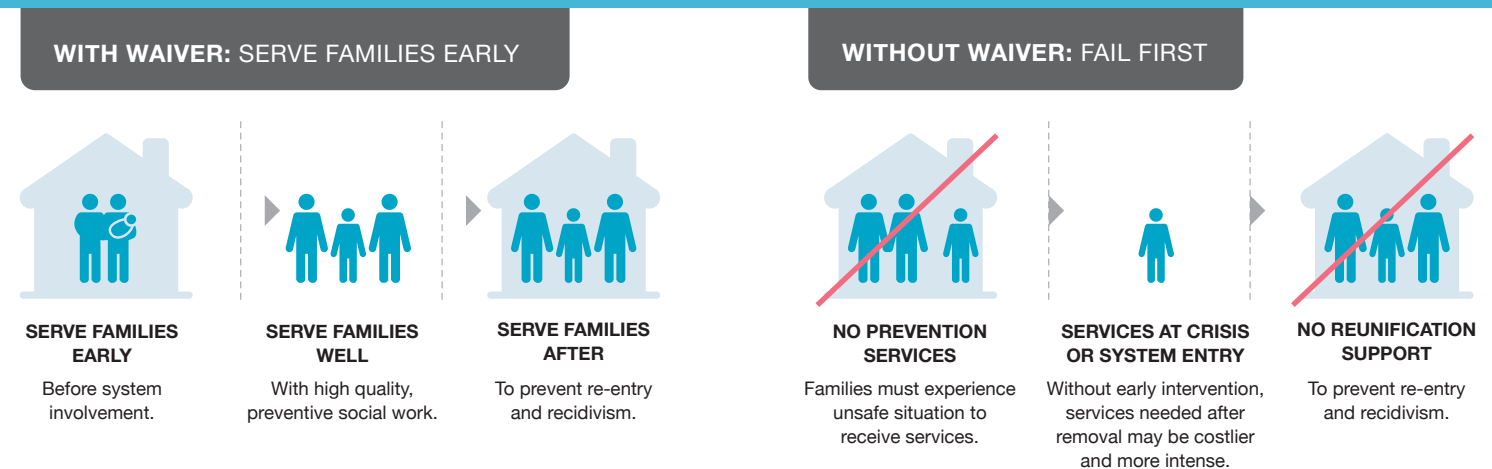 WITH WAIVER: SERVE FAMILIES EARLY
SERVE FAMILIES
EARLY
Before system
involvement.
SERVE FAMILIES
WELL
With high quality,
preventive social work.
SERVE FAMILIES
AFTER
To prevent re-entry
and recidivism.
WITHOUT WAIVER: FAIL FIRST
NO PREVENTION
SERVICES
Families must experience
unsafe situation to
receive services.
SERVICES AT CRISIS
OR SYSTEM ENTRY
Without early intervention,
services needed after
removal may be costlier
and more intense.
NO REUNIFICATION
SUPPORT
To prevent re-entry
and recidivism.